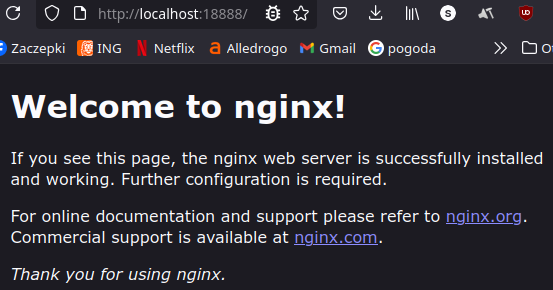 http://localhost:18888/
Zaczepki ING Netflix Alledrogo Gmail pogoda
Welcome to nginx!
If you see this page, the nginx web server is successfully installed
and working. Further configuration is required.
For online documentation and support please refer to nginx.org.
Commercial support is available at nginx.com.
Thank you for using nginx.